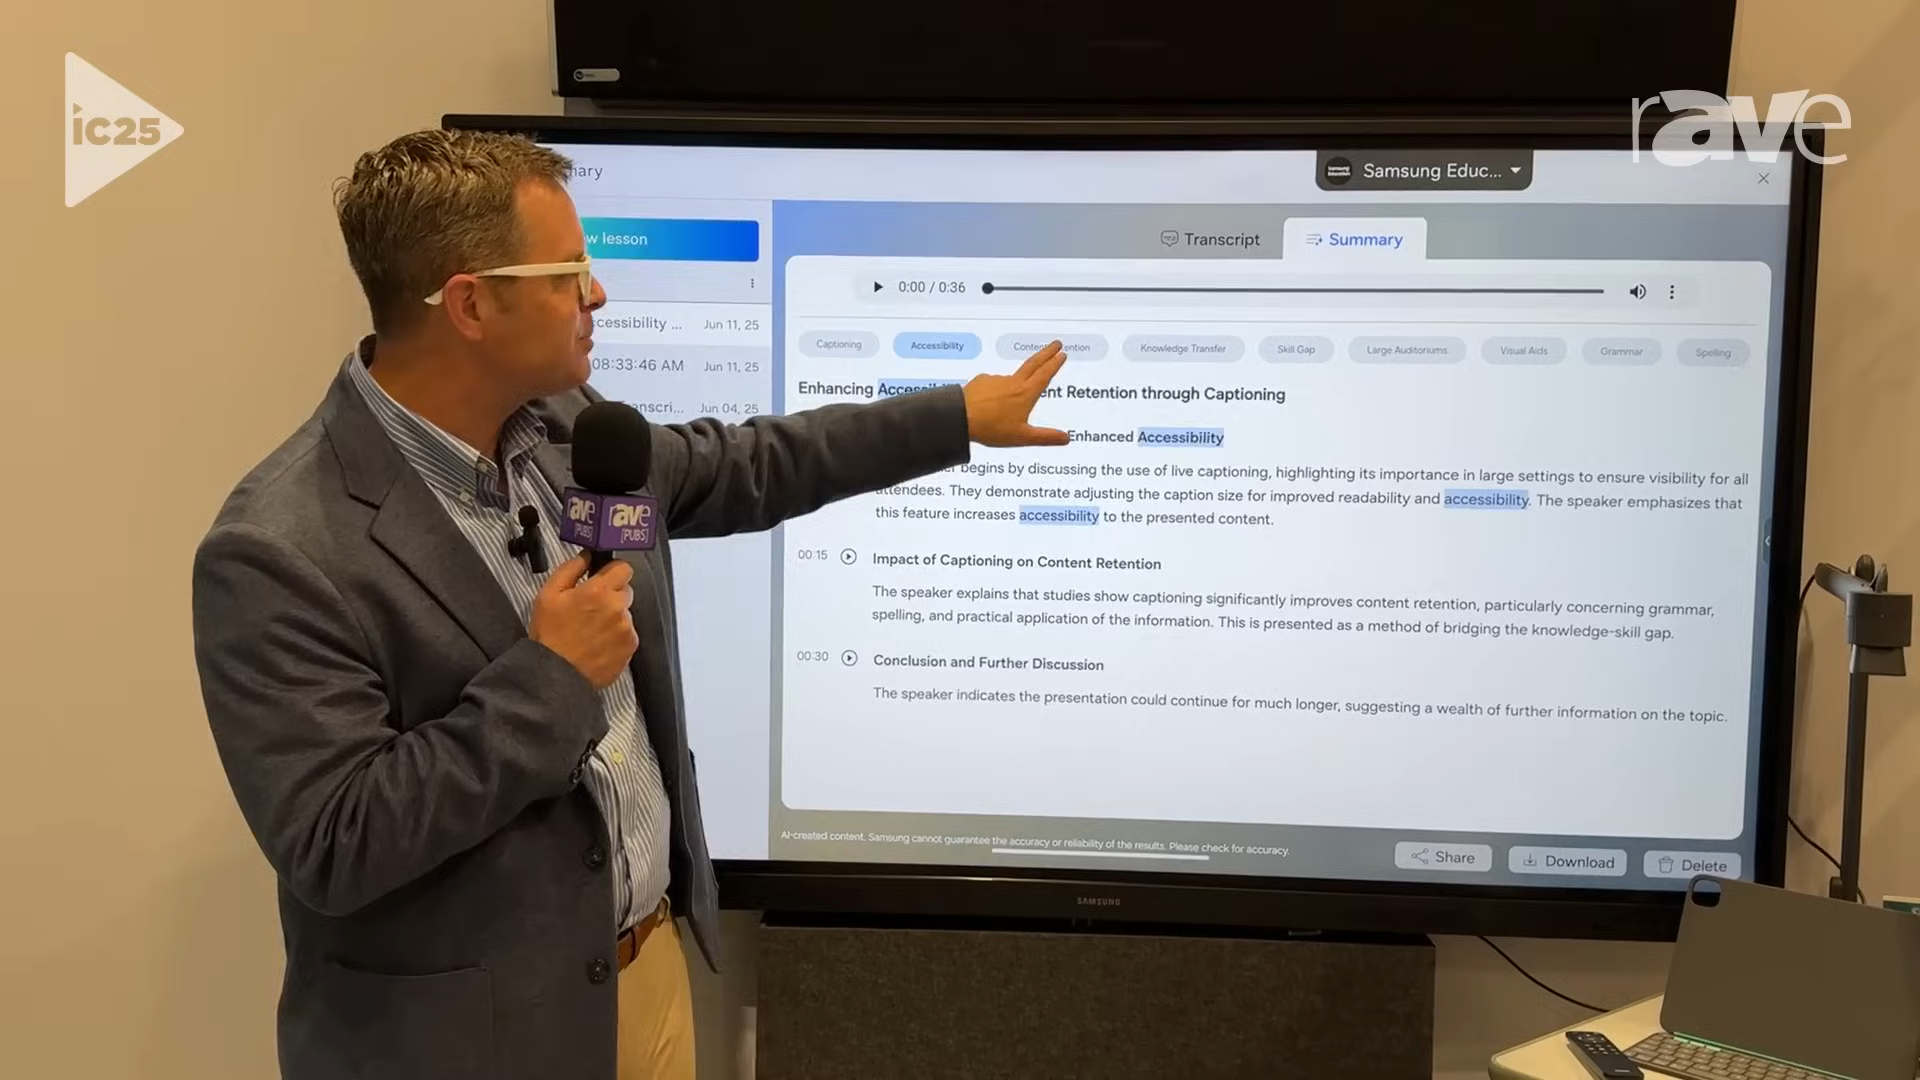 ic25
rave
Samsung Educ...
w lesson
Transcript
Summary
0:00 / 0:36
ccessibility ... Jun 11, 25
08:33:46 AM Jun 11, 25
anscri... Jun 04, 25
Captioning
Accessibility
Knowledge Transfer
Skill Gap
Large Auditoriums
Visual Aids
Grammar
Spelling
Enhancing ent Retention through Captioning
Enhanced Accessibility
begins by discussing the use of live captioning, highlighting its importance in large settings to ensure visibility for all
attendees. They demonstrate adjusting the caption size for improved readability and accessibility. The speaker emphasizes that
this feature increases accessibility to the presented content.
00:15 Impact of Captioning on Content Retention
The speaker explains that studies show captioning significantly improves content retention, particularly concerning grammar,
spelling, and practical application of the information. This is presented as a method of bridging the knowledge-skill gap.
00:30 Conclusion and Further Discussion
The speaker indicates the presentation could continue for much longer, suggesting a wealth of further information on the topic.
AI-created content. Samsung cannot guarantee the accuracy or reliability of the results. Please check for accuracy.
Share
Download
Delete
SAMSUNG
rave
[PUBS]
rave
[PUBS]